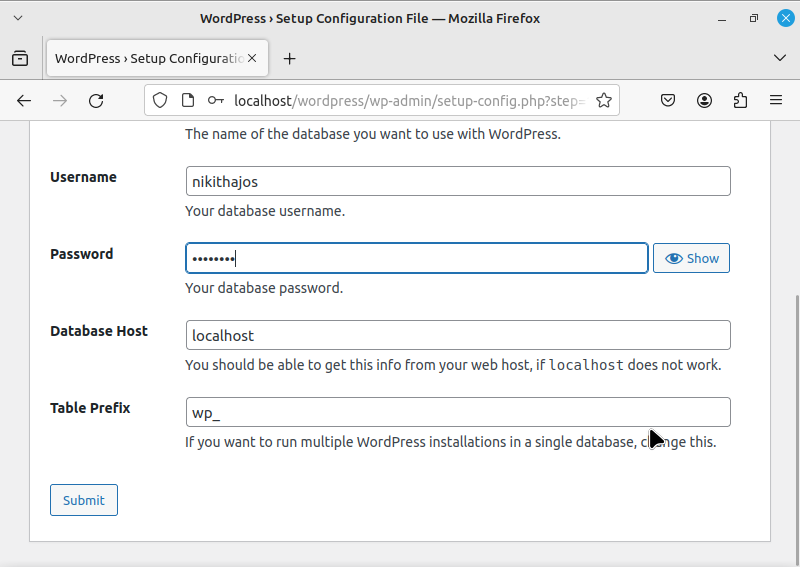 WordPress › Setup Configuration File — Mozilla Firefox
WordPress › Setup Configuratio
localhost/wordpress/wp-admin/setup-config.php?step=
The name of the database you want to use with WordPress.
Username
nikithajos
Your database username.
Password
••••••••
Show
Your database password.
Database Host
localhost
You should be able to get this info from your web host, if localhost does not work.
Table Prefix
wp_
If you want to run multiple WordPress installations in a single database, change this.
Submit